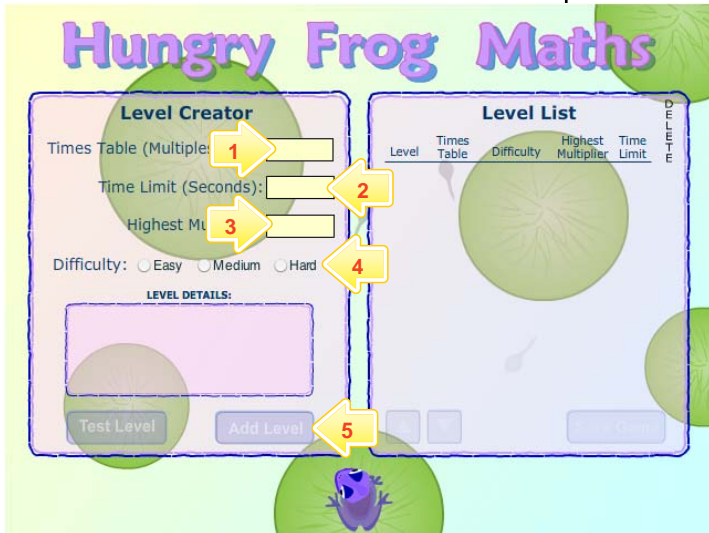 Hungry Frog Maths
Level Creator
Times Table (Multiples
1
Time Limit (Seconds):
2
Highest Mu
3
Difficulty: Easy Medium Hard
4
LEVEL DETAILS:
Test Level
Add Level
5
Level List
Level
Times Table
Difficulty
Highest Multiplier
Time Limit
DELETE